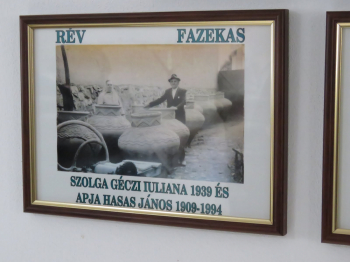 RÉV FAZEKAS
SZOLGA GÉCZI IULIANA 1939 ÉS
APJA HASAS JÁNOS 1909-1994